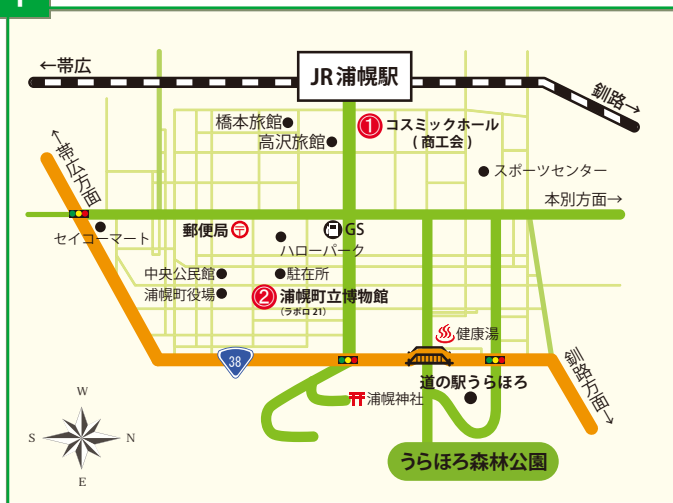 1
←帯広
JR浦幌駅
釧路→
←帯広方面
橋本旅館
高沢旅館
① コスミックホール
(商工会)
スポーツセンター
本別方面→
セイコーマート
郵便局
GS
ハローパーク
中央公民館
駐在所
浦幌町役場
② 浦幌町立博物館
(ラポロ21)
38
健康湯
道の駅うらほろ
釧路方面→
浦幌神社
うらほろ森林公園
W
S
N
E